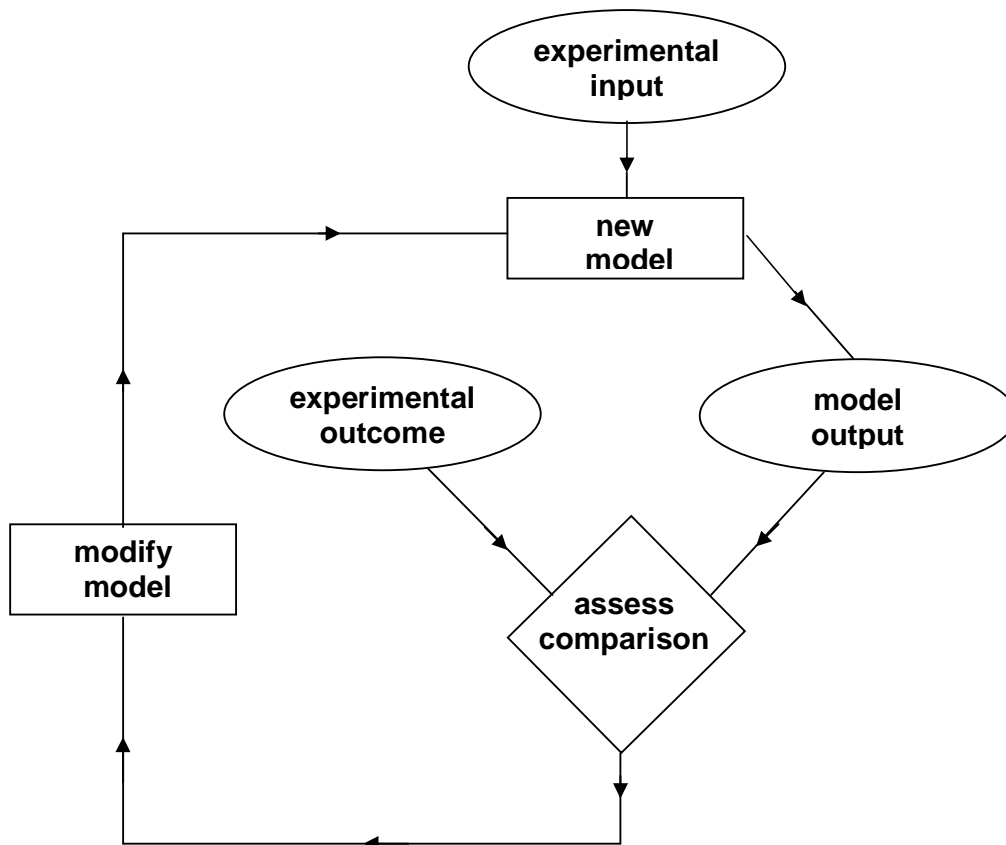 experimental
input
new
model
experimental
outcome
model
output
modify
model
assess
comparison